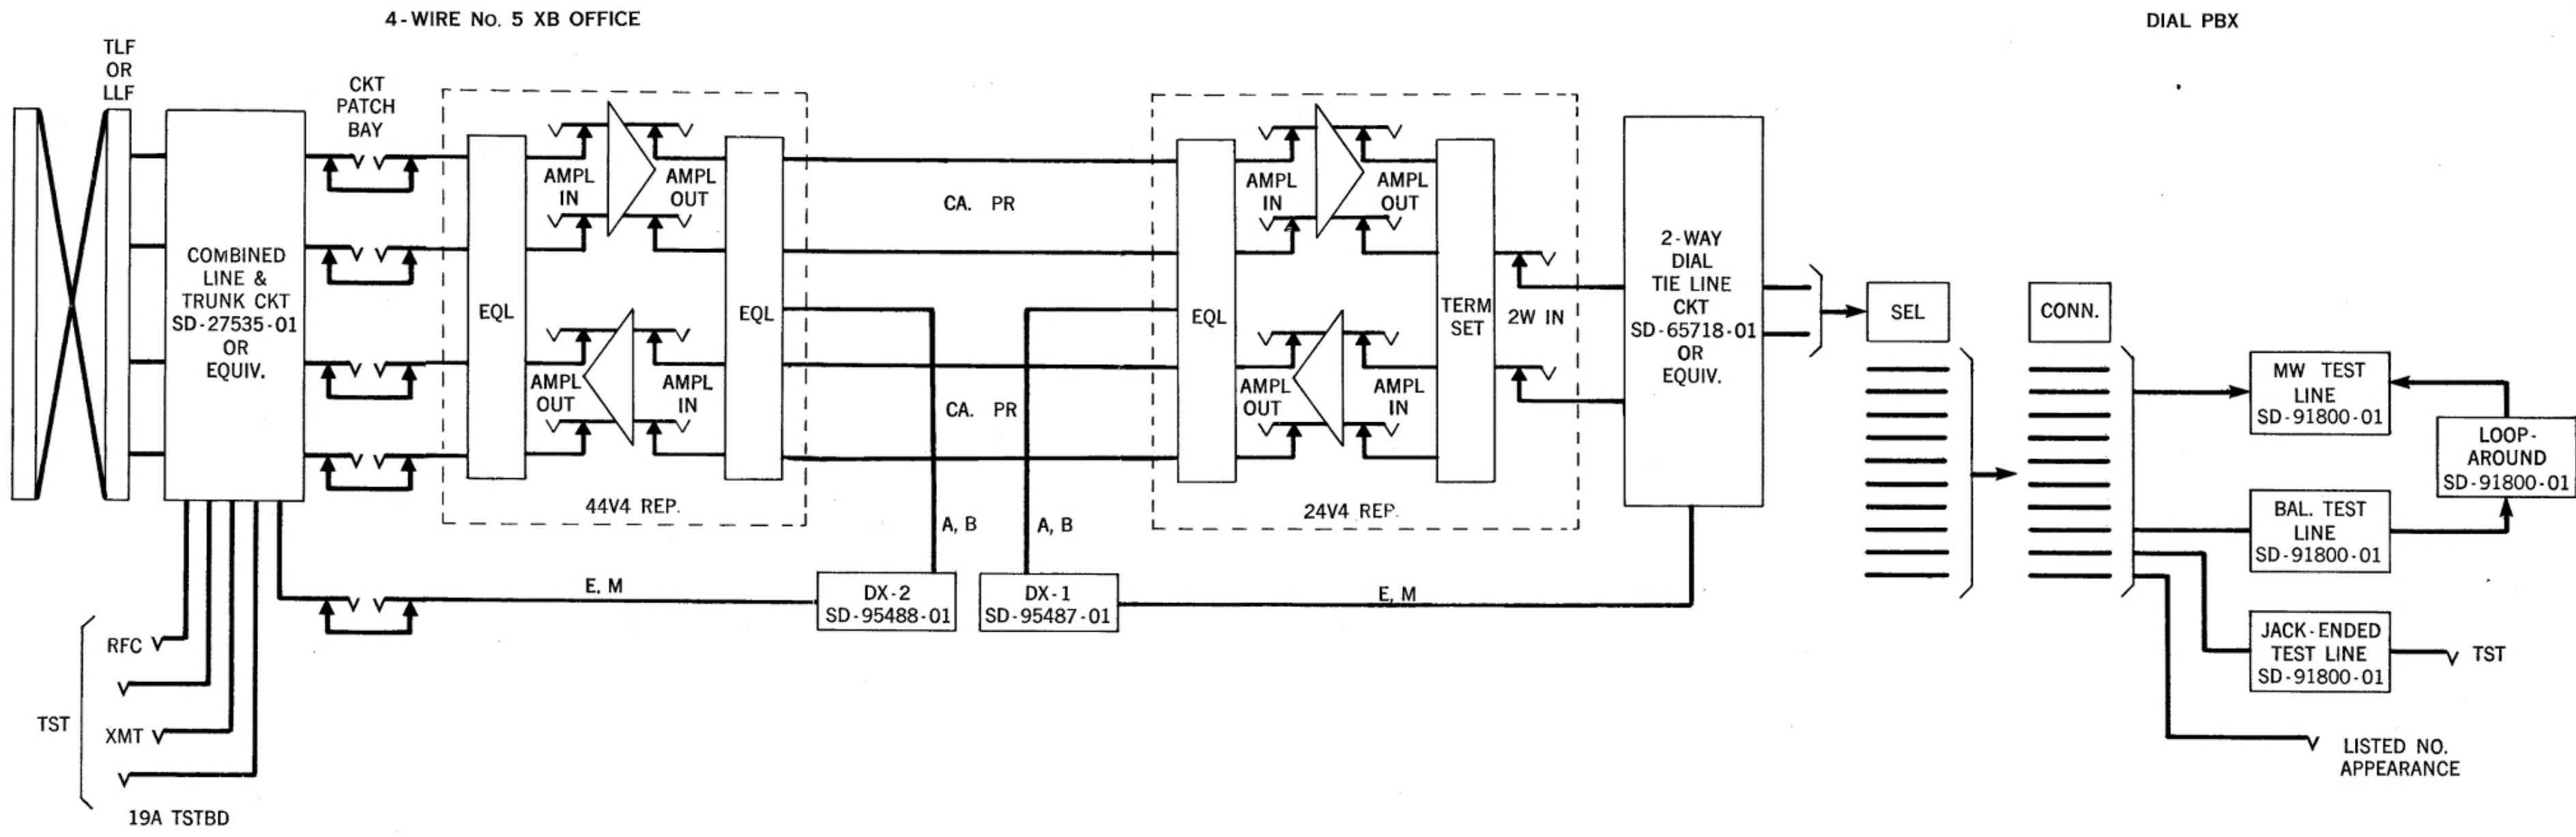 4-WIRE No. 5 XB OFFICE
DIAL PBX
TLF
OR
LLF
CKT
PATCH
BAY
COMBINED
LINE &
TRUNK CKT
SD-27535-01
OR
EQUIV.
EQL
AMPL
IN
AMPL
OUT
AMPL
OUT
AMPL
IN
EQL
44V4 REP.
CA. PR
CA. PR
A, B
A, B
EQL
AMPL
IN
AMPL
OUT
AMPL
OUT
AMPL
IN
TERM
SET
2W IN
24V4 REP.
2-WAY
DIAL
TIE LINE
CKT
SD-65718-01
OR
EQUIV.
SEL
CONN.
MW TEST
LINE
SD-91800-01
LOOP-
AROUND
SD-91800-01
BAL. TEST
LINE
SD-91800-01
JACK-ENDED
TEST LINE
SD-91800-01
TST
LISTED NO.
APPEARANCE
E, M
DX-2
SD-95488-01
DX-1
SD-95487-01
E, M
RFC
TST
XMT
19A TSTBD